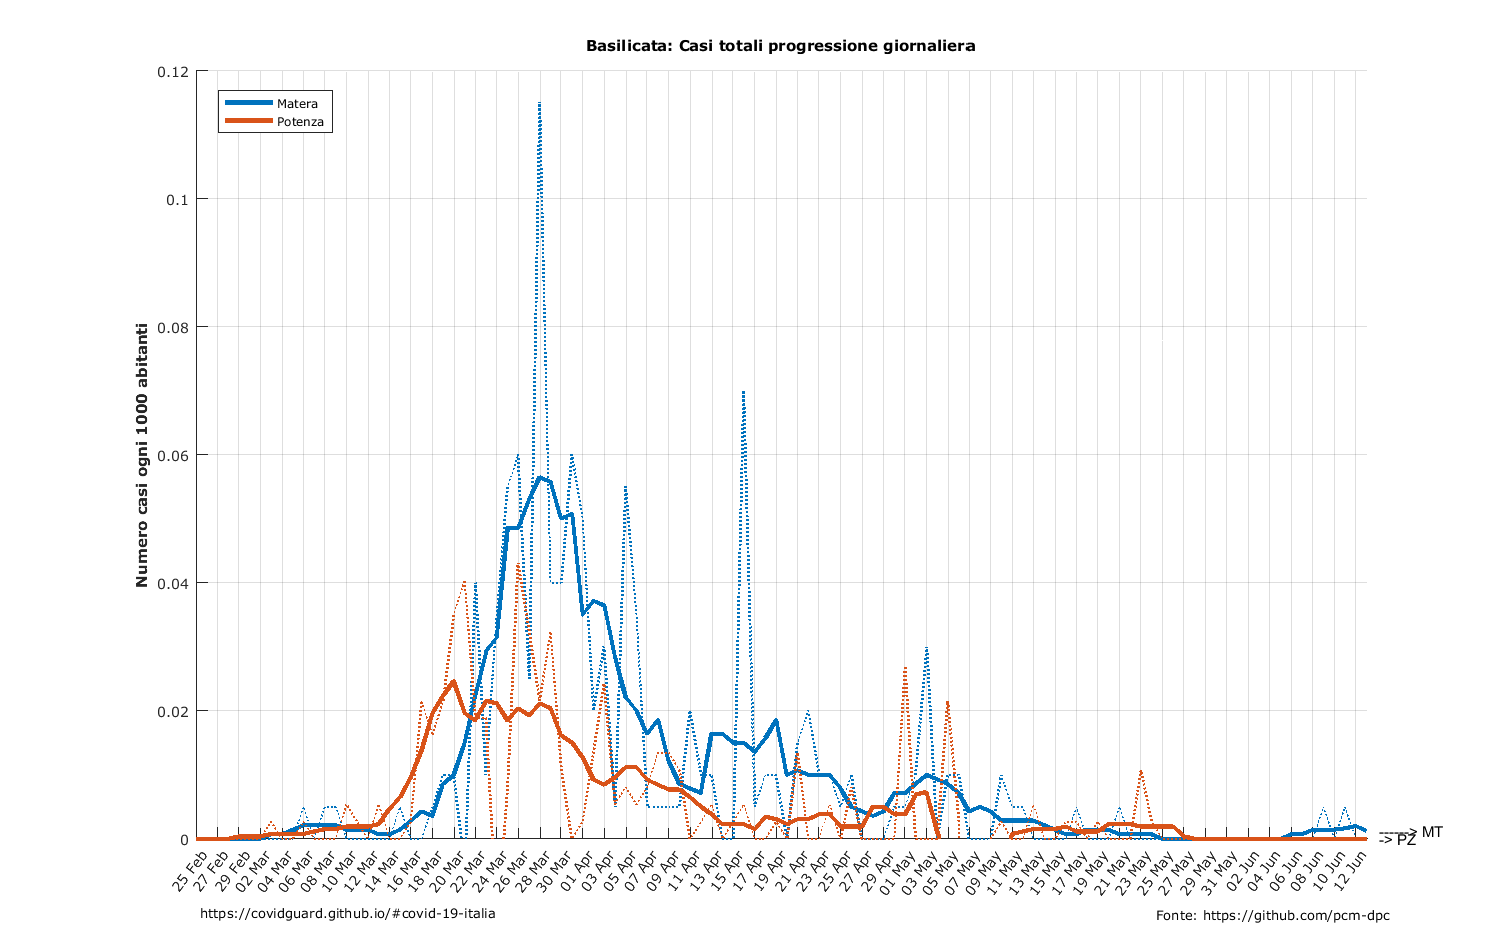 Basilicata: Casi totali progressione giornaliera
0.12
0.1
0.08
0.06
0.04
0.02
0
Numero casi ogni 1000 abitanti
Matera
Potenza
25 Feb
27 Feb
29 Feb
02 Mar
04 Mar
06 Mar
08 Mar
10 Mar
12 Mar
14 Mar
16 Mar
18 Mar
20 Mar
22 Mar
24 Mar
26 Mar
28 Mar
30 Mar
01 Apr
03 Apr
05 Apr
07 Apr
09 Apr
11 Apr
13 Apr
15 Apr
17 Apr
19 Apr
21 Apr
23 Apr
25 Apr
27 Apr
29 Apr
01 May
03 May
05 May
07 May
09 May
11 May
13 May
15 May
17 May
19 May
21 May
23 May
25 May
27 May
29 May
31 May
02 Jun
04 Jun
06 Jun
08 Jun
10 Jun
12 Jun
------> MT
-> PZ
https://covidguard.github.io/#covid-19-italia
Fonte: https://github.com/pcm-dpc